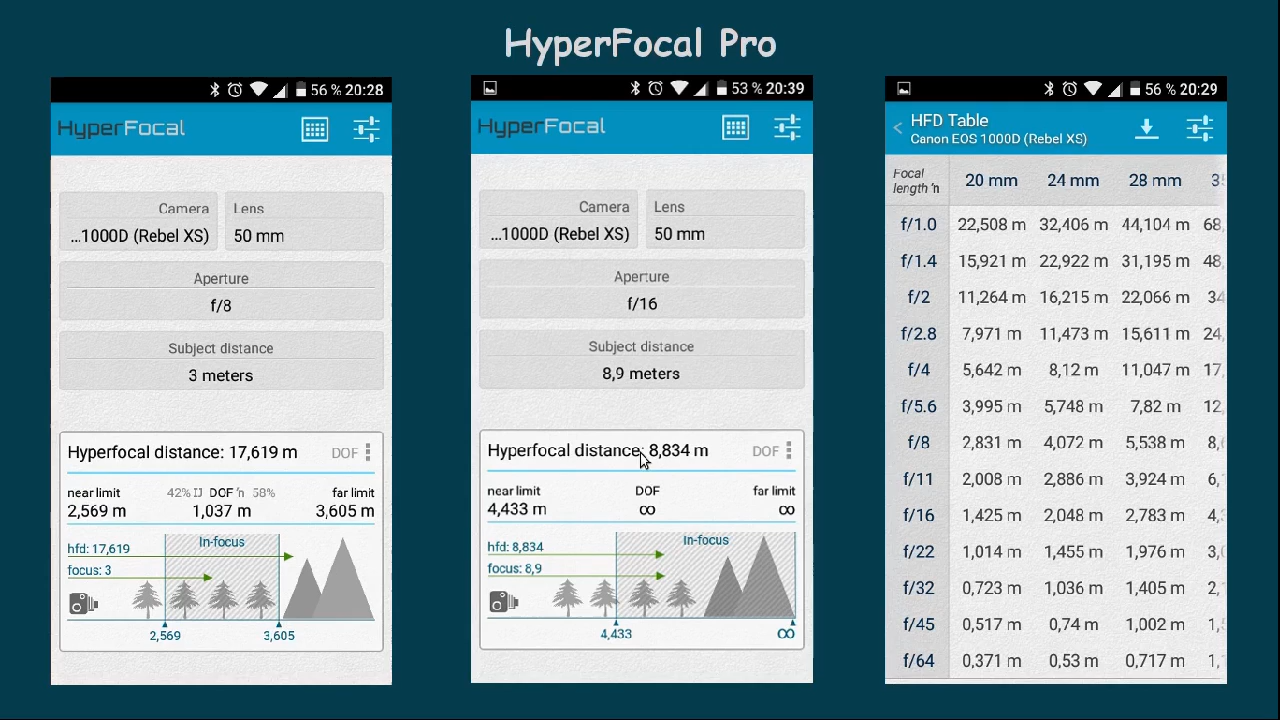 HyperFocal Pro
56 % 20:28
HyperFocal
Camera
Lens
...1000D (Rebel XS)
50 mm
Aperture
f/8
Subject distance
3 meters
Hyperfocal distance: 17,619 m
DOF
near limit
42% DOF 58%
far limit
2,569 m
1,037 m
3,605 m
In-focus
hfd: 17,619
focus: 3
2,569
3,605
53 % 20:39
HyperFocal
Camera
Lens
...1000D (Rebel XS)
50 mm
Aperture
f/16
Subject distance
8,9 meters
Hyperfocal distance: 8,834 m
DOF
near limit
DOF
far limit
4,433 m
∞
∞
In-focus
hfd: 8,834
focus: 8,9
4,433
∞
56 % 20:29
< HFD Table
Canon EOS 1000D (Rebel XS)
Focal
length
20 mm 24 mm 28 mm
f/1.0 22,508 m 32,406 m 44,104 m 68,
f/1.4 15,921 m 22,922 m 31,195 m 48,
f/2 11,264 m 16,215 m 22,066 m 34
f/2.8 7,971 m 11,473 m 15,611 m 24,
f/4 5,642 m 8,12 m 11,047 m 17,
f/5.6 3,995 m 5,748 m 7,82 m 12,
f/8 2,831 m 4,072 m 5,538 m
f/11 2,008 m 2,886 m 3,924 m 6,
f/16 1,425 m 2,048 m 2,783 m
f/22 1,014 m 1,455 m 1,976 m
f/32 0,723 m 1,036 m 1,405 m 2,
f/45 0,517 m 0,74 m 1,002 m
f/64 0,371 m 0,53 m 0,717 m